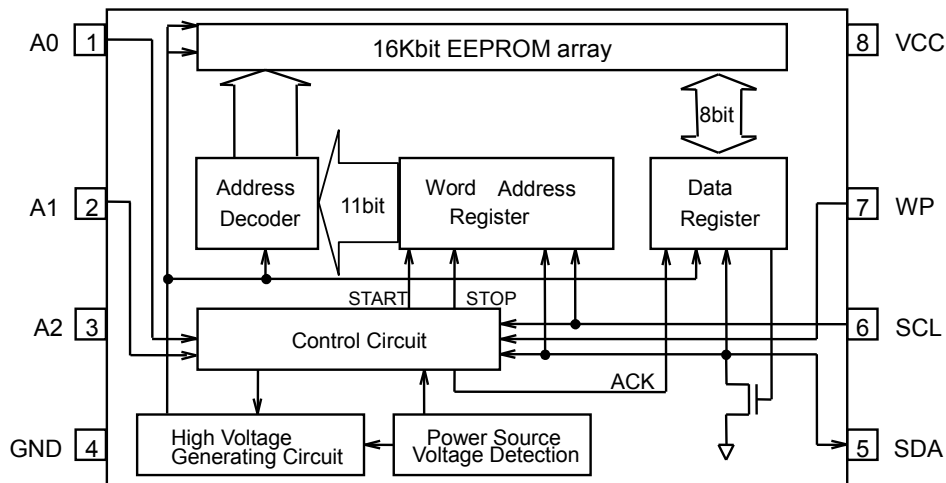 A0 1
16Kbit EEPROM array
8 VCC
8bit
A1 2
Address
Decoder
11bit
Word Address
Register
Data
Register
7 WP
START
STOP
A2 3
Control Circuit
6 SCL
ACK
GND 4
High Voltage
Generating Circuit
Power Source
Voltage Detection
5 SDA